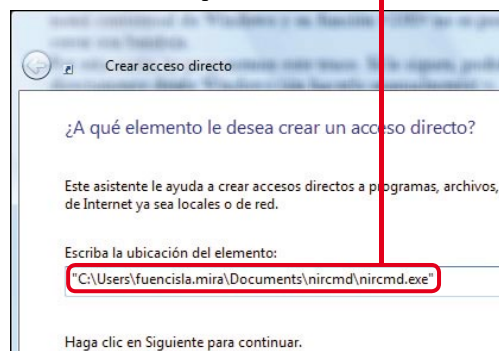 Crear acceso directo
¿A qué elemento le desea crear un acceso directo?
Este asistente le ayuda a crear accesos directos a programas, archivos,
de Internet ya sea locales o de red.
Escriba la ubicación del elemento:
"C:\Users\fuencisla.mira\Documents\nircmd\nircmd.exe"
Haga clic en Siguiente para continuar.